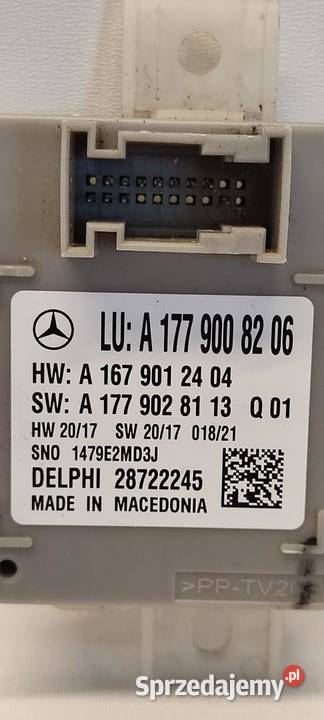 LU: A 177 900 82 06
HW: A 167 901 24 04
SW: A 177 902 81 13 Q 01
HW 20/17 SW 20/17 018/21
SNO 1479E2MD3J
DELPHI 28722245
MADE IN MACEDONIA
>PP-TV20
Sprzedajemy.pl